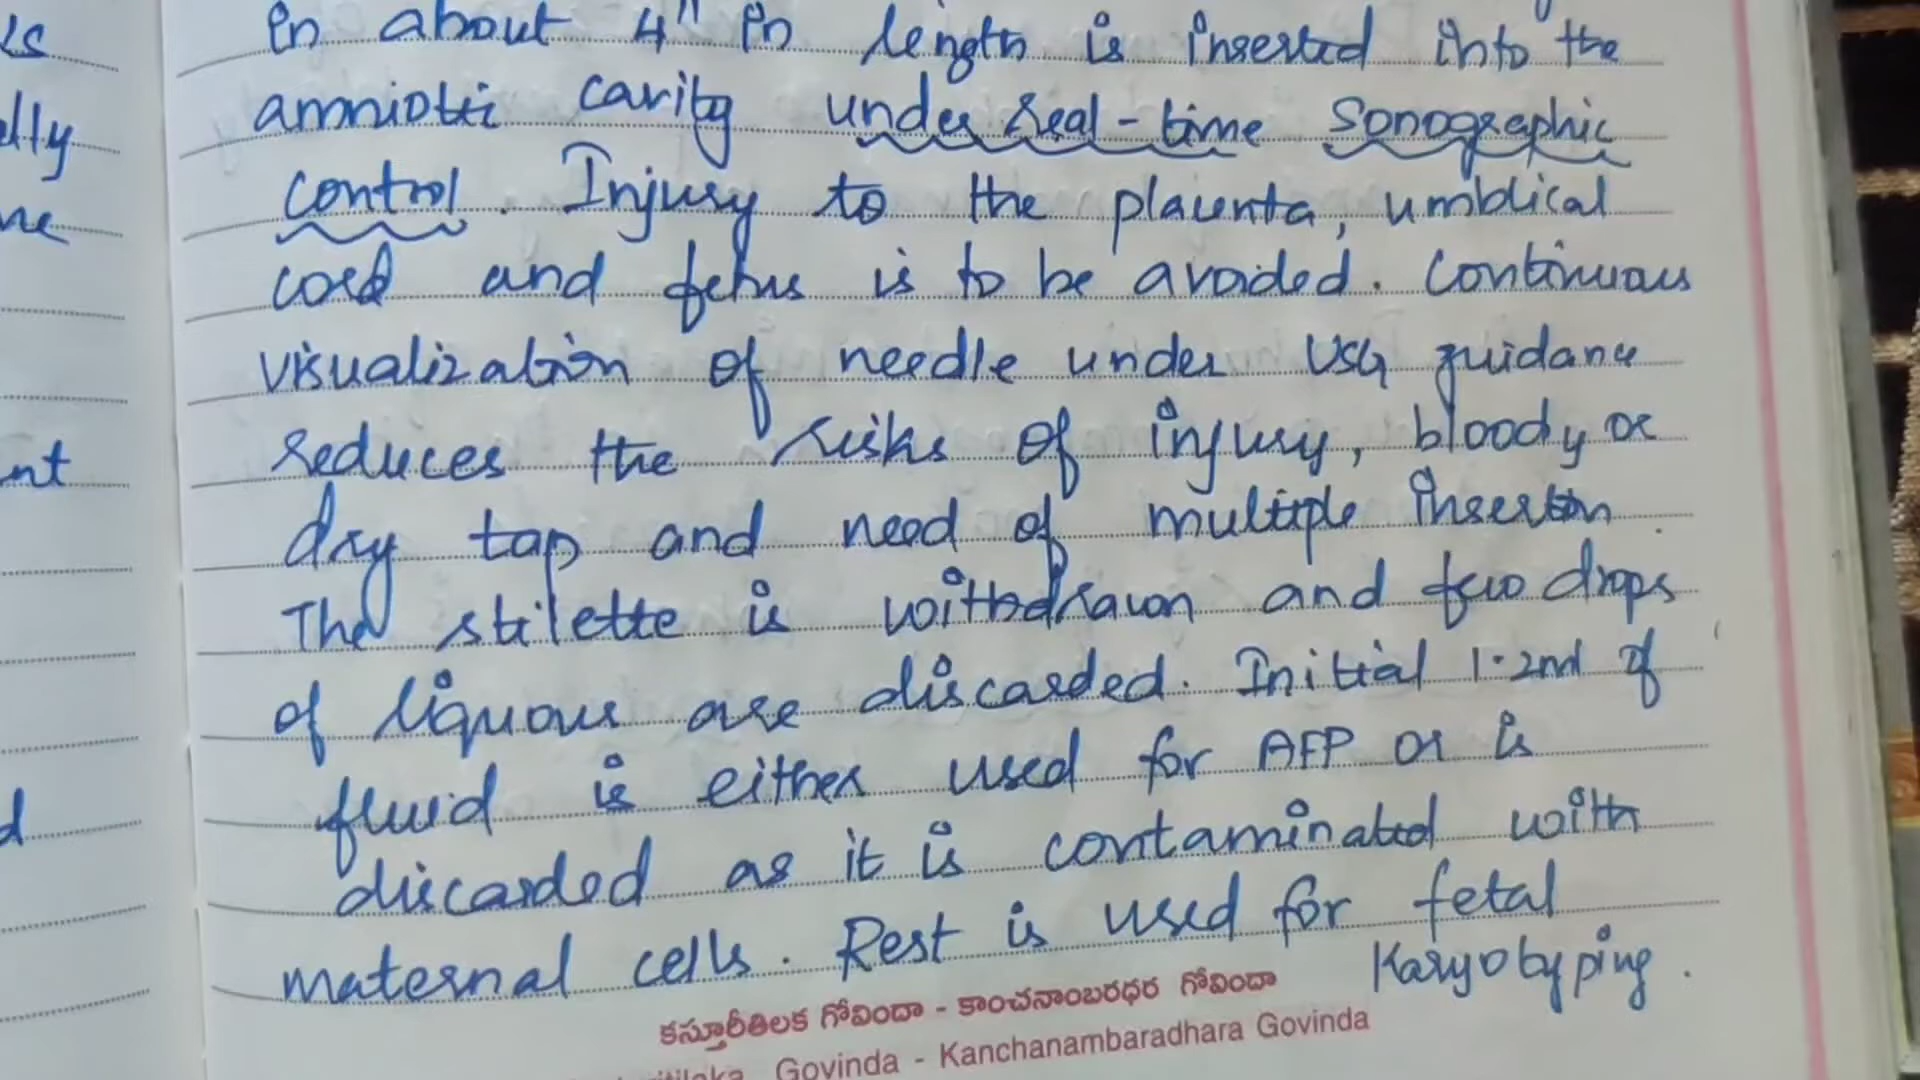 in about 4" in length is inserted into the
amniotic cavity under real-time sonographic
control. Injury to the placenta, umblical
cord and fetus is to be avoided. Continuous
visualization of needle under USG guidance
reduces the risks of injury, bloody or
dry tap and need of multiple insertion.
The stilette is withdrawn and few drops
of liquour are discarded. Initial 1-2nd of
fluid is either used for AFP or is
discarded as it is contaminated with
maternal cells. Rest is used for fetal
Karyotyping.
కస్తూరీతిలక గోవిందా - కాంచనాంబరధర గోవిందా
Govinda - Kanchanambaradhara Govinda